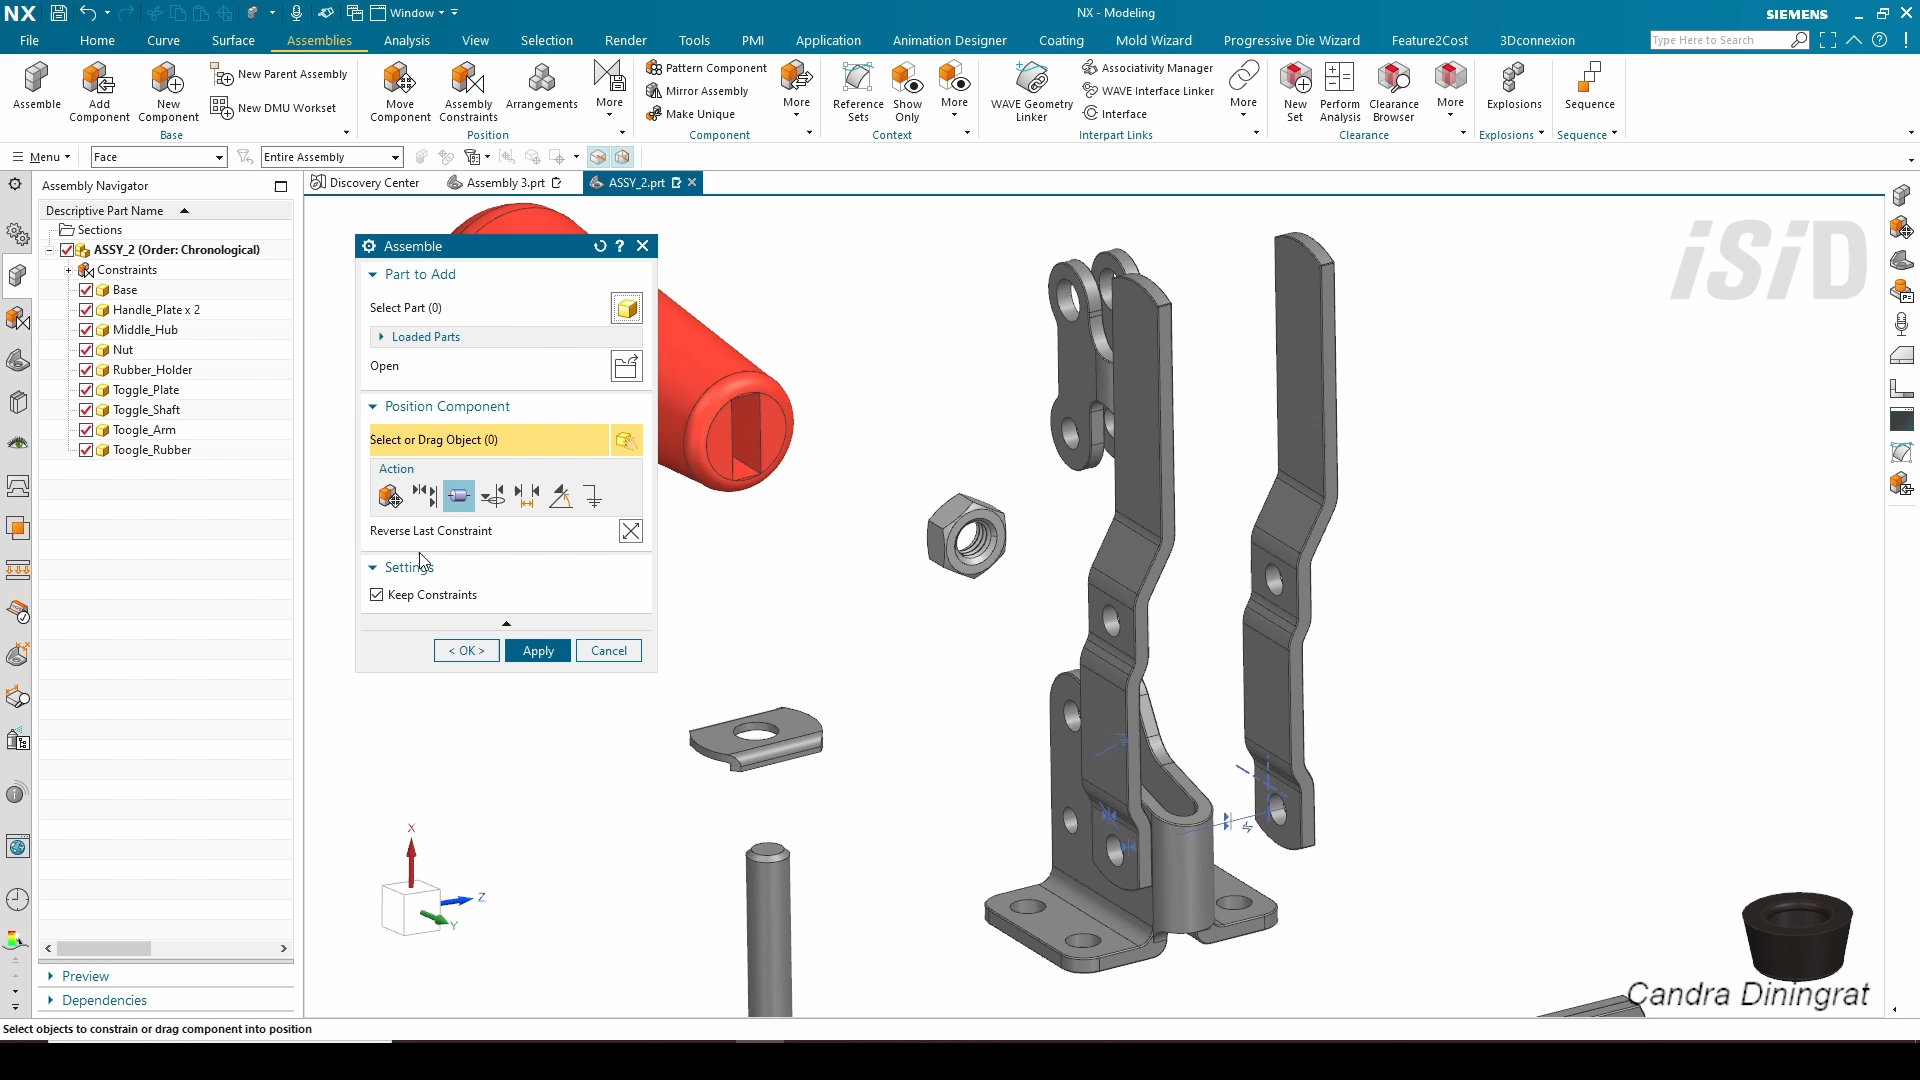 NX
Window
NX - Modeling
SIEMENS
File Home Curve Surface Assemblies Analysis View Selection Render Tools PMI Application Animation Designer Coating Mold Wizard Progressive Die Wizard Feature2Cost 3Dconnexion
Type Here to Search
Assemble
Add Component
New Component
New Parent Assembly
New DMU Workset
Base
Move Component
Assembly Constraints
Arrangements
More
Position
Pattern Component
Mirror Assembly
Make Unique
More
Component
Reference Sets
Show Only
More
Context
WAVE Geometry Linker
Associativity Manager
WAVE Interface Linker
Interface
More
Interpart Links
New Set
Perform Analysis
Clearance Browser
More
Clearance
Explosions
Explosions
Sequence
Sequence
Menu
Face
Entire Assembly
Assembly Navigator
Discovery Center
Assembly 3.prt
ASSY_2.prt
Descriptive Part Name
Sections
ASSY_2 (Order: Chronological)
Constraints
Base
Handle_Plate x 2
Middle_Hub
Nut
Rubber_Holder
Toggle_Plate
Toggle_Shaft
Toogle_Arm
Toogle_Rubber
Preview
Dependencies
Assemble
Part to Add
Select Part (0)
Loaded Parts
Open
Position Component
Select or Drag Object (0)
Action
Reverse Last Constraint
Settings
Keep Constraints
< OK >
Apply
Cancel
iSiD
X
Z
Y
Candra Diningrat
Select objects to constrain or drag component into position